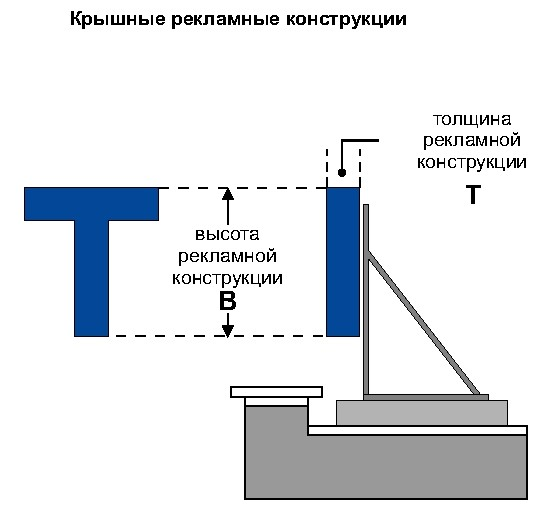 Крышные рекламные конструкции
толщина
рекламной
конструкции
Т
высота
рекламной
конструкции
В